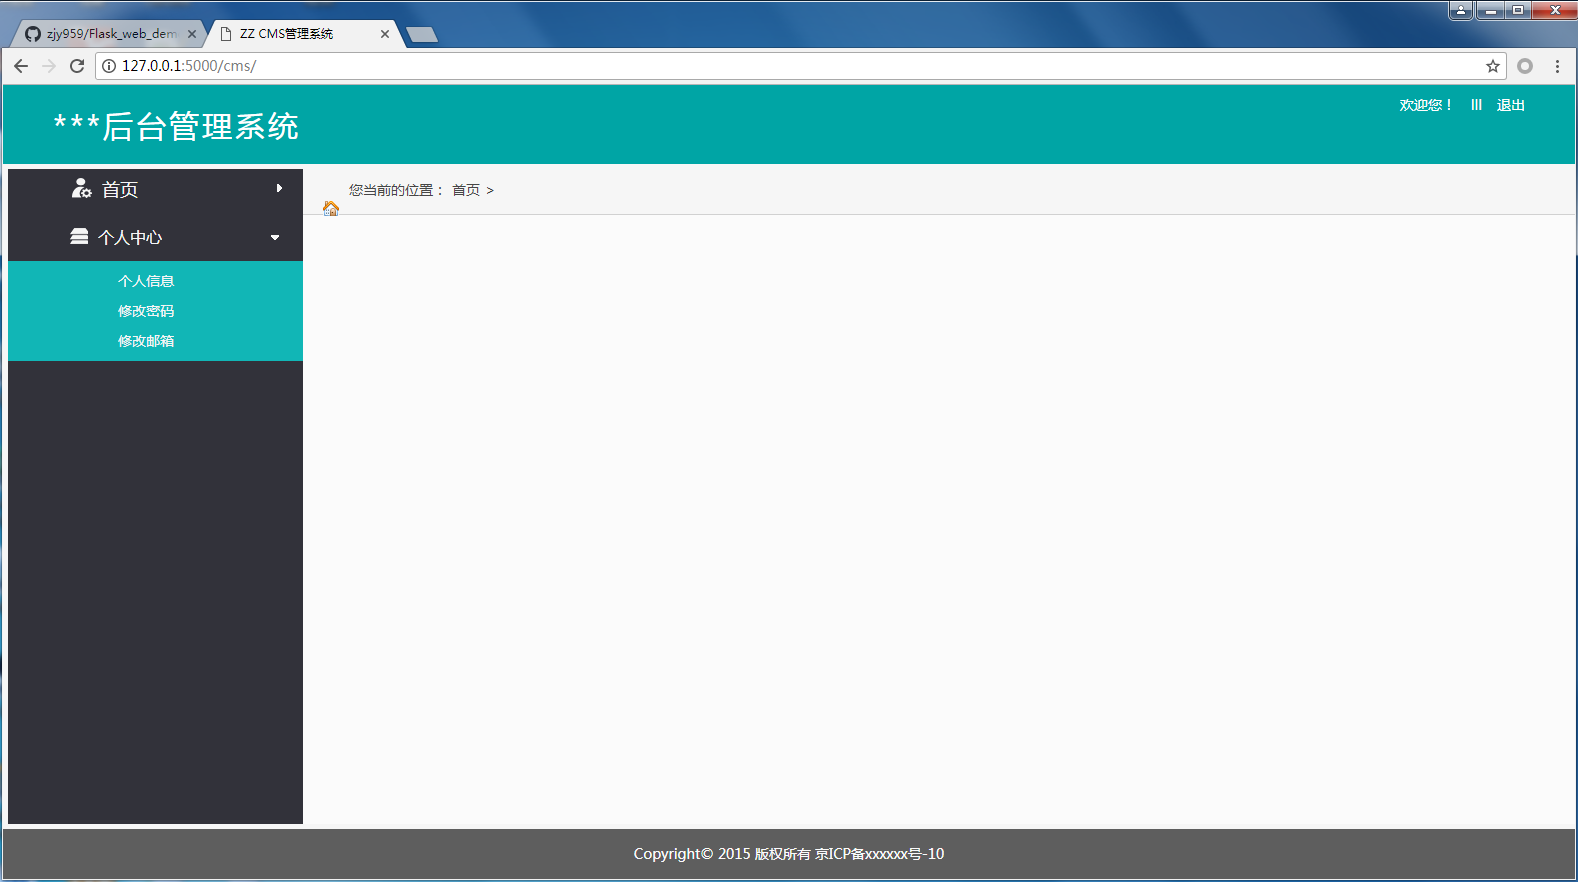 zjy959/Flask_web_dem
ZZ CMS管理系统
127.0.0.1:5000/cms/
***后台管理系统
欢迎您！ lll 退出
首页
您当前的位置： 首页 >
个人中心
个人信息
修改密码
修改邮箱
Copyright© 2015 版权所有 京ICP备xxxxxx号-10